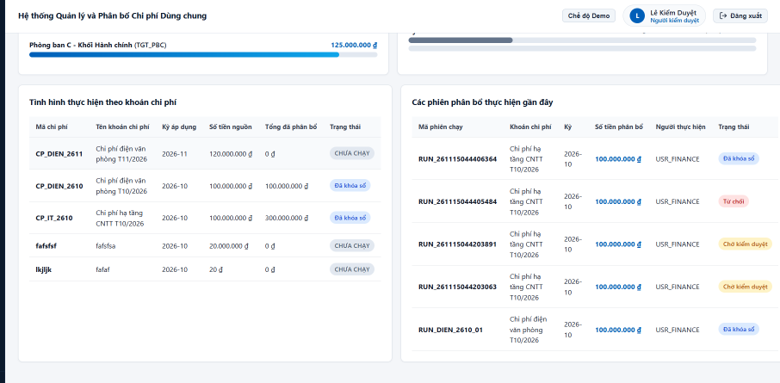 Hệ thống Quản lý và Phân bổ Chi phí Dùng chung
Chế độ Demo
L
Lê Kiểm Duyệt
Người kiểm duyệt
Đăng xuất
Phòng ban C - Khối Hành chính (TGT_PBC)
125.000.000 ₫
Tình hình thực hiện theo khoản chi phí
Mã chi phí Tên khoản chi phí Kỳ áp dụng Số tiền nguồn Tổng đã phân bổ Trạng thái
CP_DIEN_2611 Chi phí điện văn phòng T11/2026 2026-11 120.000.000 ₫ 0 ₫ CHƯA CHẠY
CP_DIEN_2610 Chi phí điện văn phòng T10/2026 2026-10 100.000.000 ₫ 100.000.000 ₫ Đã khóa sổ
CP_IT_2610 Chi phí hạ tầng CNTT T10/2026 2026-10 100.000.000 ₫ 300.000.000 ₫ Đã khóa sổ
fafsfsf fafsfsa 2026-10 20.000.000 ₫ 0 ₫ CHƯA CHẠY
lkjljk fafaf 2026-10 20 ₫ 0 ₫ CHƯA CHẠY
Các phiên phân bổ thực hiện gần đây
Mã phiên chạy Khoản chi phí Kỳ Số tiền phân bổ Người thực hiện Trạng thái
RUN_261115044406364 Chi phí hạ tầng CNTT T10/2026 2026-10 100.000.000 ₫ USR_FINANCE Đã khóa sổ
RUN_261115044405484 Chi phí hạ tầng CNTT T10/2026 2026-10 100.000.000 ₫ USR_FINANCE Từ chối
RUN_261115044203891 Chi phí hạ tầng CNTT T10/2026 2026-10 100.000.000 ₫ USR_FINANCE Chờ kiểm duyệt
RUN_261115044203063 Chi phí hạ tầng CNTT T10/2026 2026-10 100.000.000 ₫ USR_FINANCE Chờ kiểm duyệt
RUN_DIEN_2610_01 Chi phí điện văn phòng T10/2026 2026-10 100.000.000 ₫ USR_FINANCE Đã khóa sổ